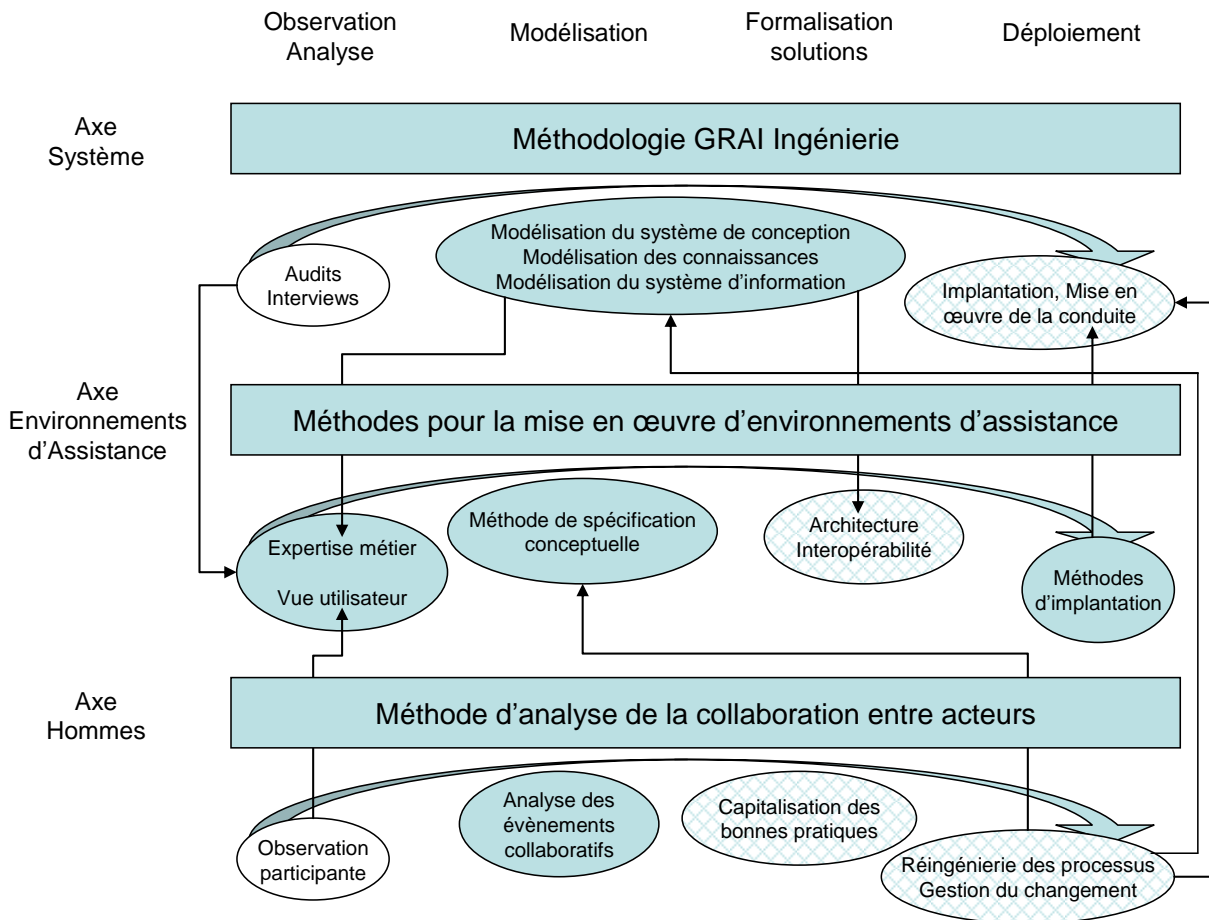 Observation
Analyse
Modélisation
Formalisation
solutions
Déploiement
Axe
Système
Méthodologie GRAI Ingénierie
Audits
Interviews
Modélisation du système de conception
Modélisation des connaissances
Modélisation du système d'information
Implantation, Mise en
œuvre de la conduite
Axe
Environnements
d'Assistance
Méthodes pour la mise en œuvre d'environnements d'assistance
Expertise métier
Vue utilisateur
Méthode de spécification
conceptuelle
Architecture
Interopérabilité
Méthodes
d'implantation
Axe
Hommes
Méthode d'analyse de la collaboration entre acteurs
Observation
participante
Analyse des
évènements
collaboratifs
Capitalisation des
bonnes pratiques
Réingénierie des processus
Gestion du changement